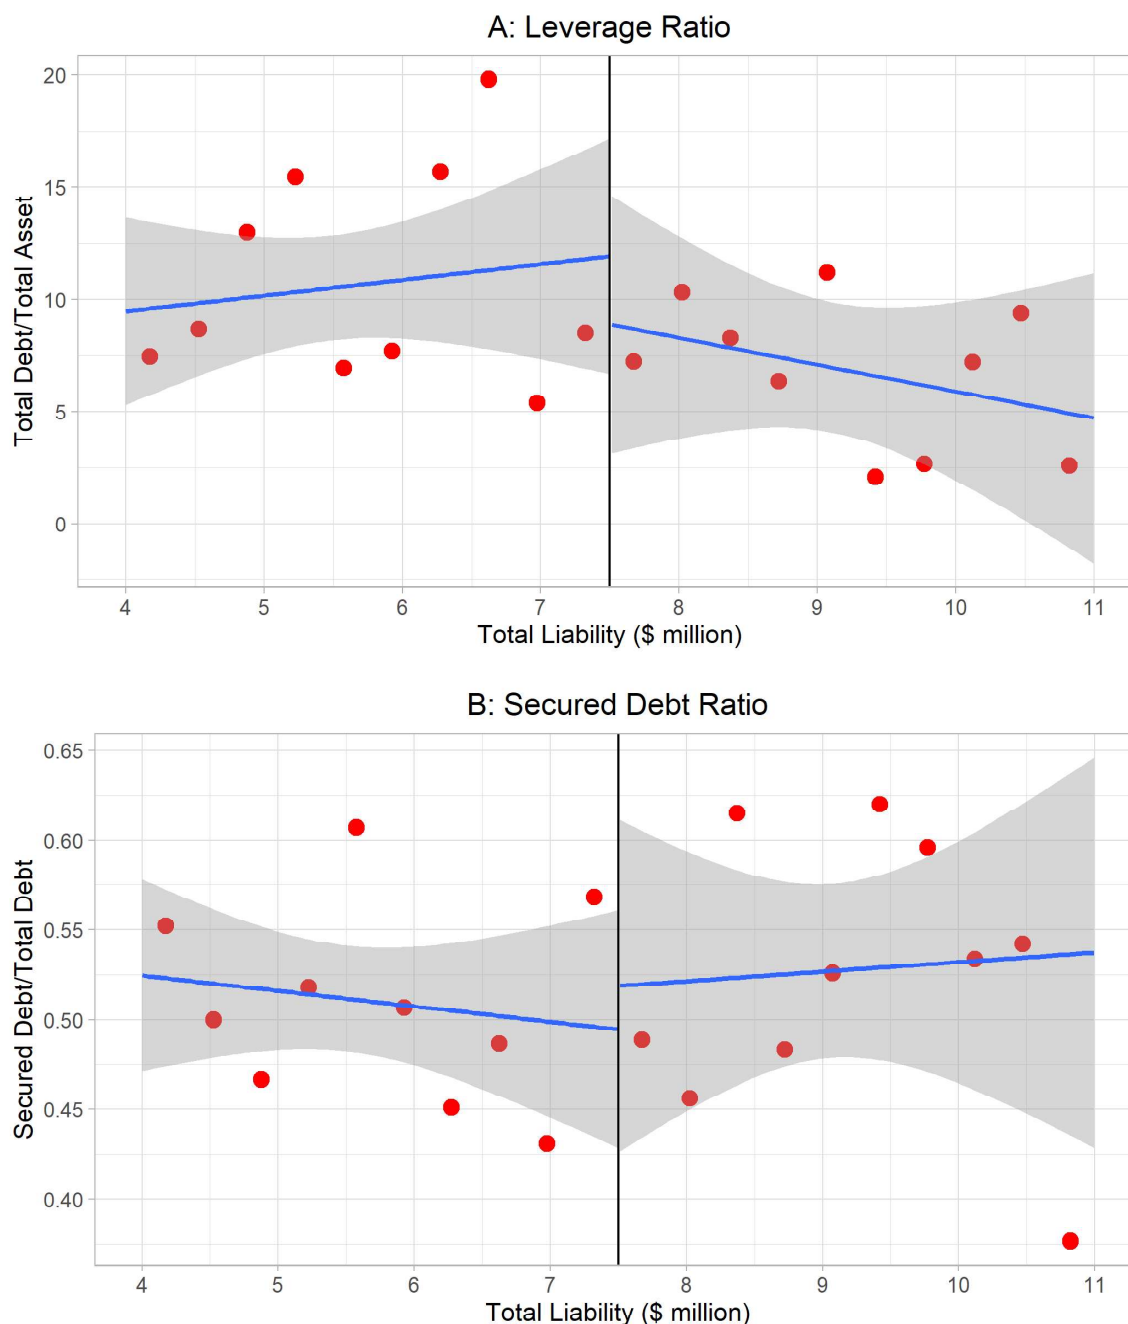 A: Leverage Ratio
Total Debt/Total Asset
20
15
10
5
0
4 5 6 7 8 9 10 11
Total Liability ($ million)
B: Secured Debt Ratio
Secured Debt/Total Debt
0.65
0.60
0.55
0.50
0.45
0.40
4 5 6 7 8 9 10 11
Total Liability ($ million)